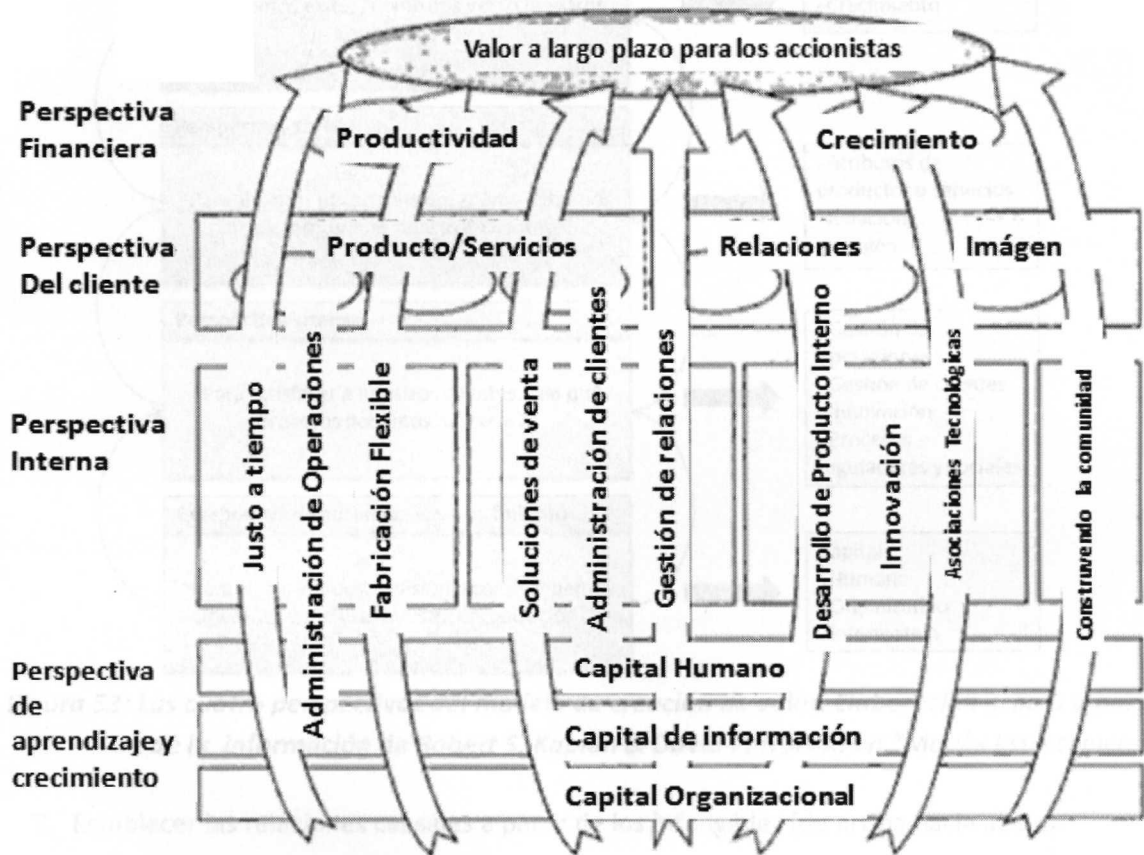 Valor a largo plazo para los accionistas
Perspectiva
Financiera
Productividad
Crecimiento
Perspectiva
Del cliente
Producto/Servicios
Relaciones
Imágen
Perspectiva
Interna
Justo a tiempo
Administración de Operaciones
Fabricación Flexible
Soluciones de venta
Administración de clientes
Gestión de relaciones
Desarrollo de Producto Interno
Innovación
Asociaciones Tecnológicas
Construyendo la comunidad
Perspectiva
de
aprendizaje y
crecimiento
Capital Humano
Capital de información
Capital Organizacional